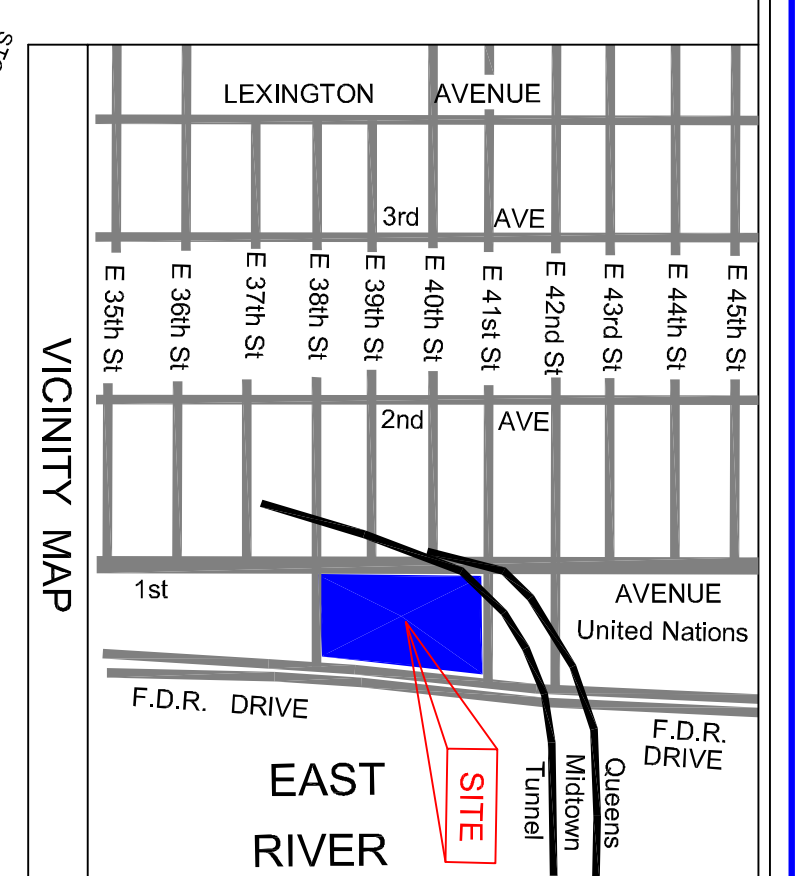 LEXINGTON AVENUE
3rd AVE
E 35th St
E 36th St
E 37th St
E 38th St
E 39th St
E 40th St
E 41st St
E 42nd St
E 43rd St
E 44th St
E 45th St
VICINITY MAP
2nd AVE
1st AVENUE
United Nations
F.D.R. DRIVE
F.D.R.
DRIVE
EAST
RIVER
SITE
Queens
Midtown
Tunnel